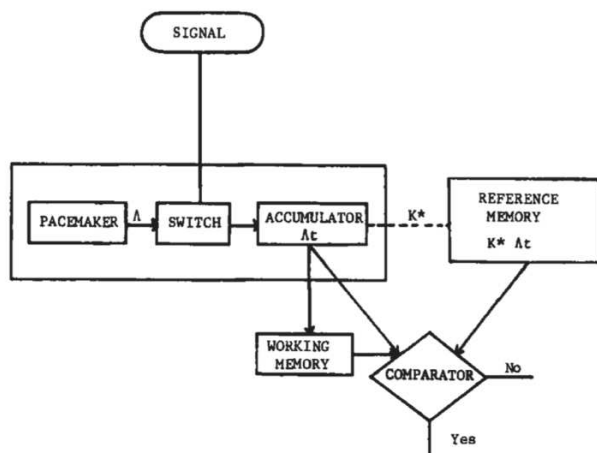 SIGNAL
PACEMAKER
Λ
SWITCH
ACCUMULATOR
Λt
K*
REFERENCE
MEMORY
K* Λt
WORKING
MEMORY
COMPARATOR
No
Yes